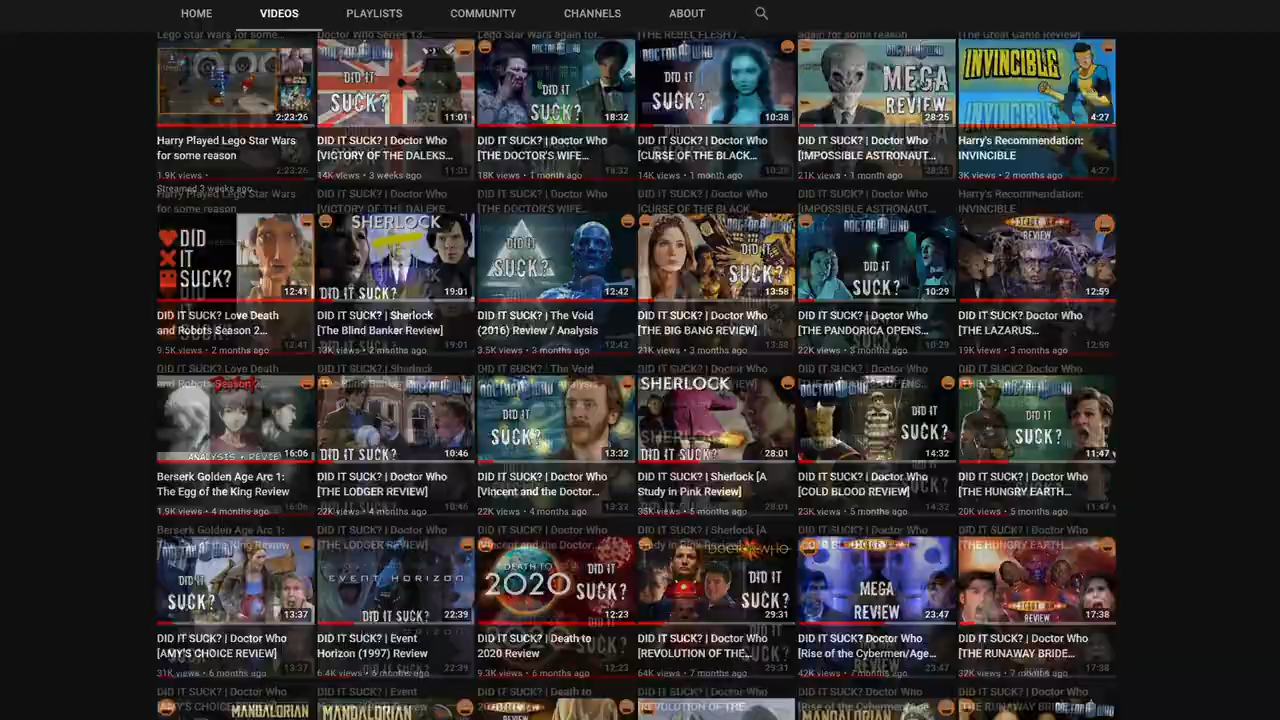 HOME VIDEOS PLAYLISTS COMMUNITY CHANNELS ABOUT
DID IT SUCK? DID IT SUCK? DID IT SUCK? MEGA REVIEW INVINCIBLE
2:23:26 11:01 18:32 10:38 28:25 4:27
Harry Played Lego Star Wars for some reason
1.9K views •
Streamed 3 weeks ago
DID IT SUCK? | Doctor Who [VICTORY OF THE DALEKS...
14K views • 3 weeks ago
DID IT SUCK? | Doctor Who [THE DOCTOR'S WIFE...
18K views • 1 month ago
DID IT SUCK? | Doctor Who [CURSE OF THE BLACK...
14K views • 1 month ago
DID IT SUCK? | Doctor Who [IMPOSSIBLE ASTRONAUT...
21K views • 1 month ago
Harry's Recommendation: INVINCIBLE
3K views • 2 months ago
DID IT SUCK? SHERLOCK DID IT SUCK? DID IT SUCK? DID IT SUCK? DID IT SUCK? REVIEW
12:41 19:01 12:42 13:58 10:29 12:59
DID IT SUCK? Love Death and Robots Season 2...
9.5K views • 2 months ago
DID IT SUCK? | Sherlock [The Blind Banker Review]
13K views • 2 months ago
DID IT SUCK? | The Void (2016) Review / Analysis
3.5K views • 3 months ago
DID IT SUCK? | Doctor Who [THE BIG BANG REVIEW]
21K views • 3 months ago
DID IT SUCK? | Doctor Who [THE PANDORICA OPENS...
22K views • 3 months ago
DID IT SUCK? Doctor Who [THE LAZARUS...
19K views • 3 months ago
DID IT SUCK? DID IT SUCK? SHERLOCK DID IT SUCK? DID IT SUCK? DID IT SUCK?
16:06 10:46 13:32 28:01 14:32 11:47
Berserk Golden Age Arc 1: The Egg of the King Review
1.9K views • 4 months ago
DID IT SUCK? | Doctor Who [THE LODGER REVIEW]
22K views • 4 months ago
DID IT SUCK? | Doctor Who [Vincent and the Doctor...
22K views • 4 months ago
DID IT SUCK? | Sherlock [A Study in Pink Review]
35K views • 5 months ago
DID IT SUCK? | Doctor Who [COLD BLOOD REVIEW]
23K views • 5 months ago
DID IT SUCK? | Doctor Who [THE HUNGRY EARTH...
20K views • 5 months ago
DID IT SUCK? EVENT HORIZON DID IT SUCK? DEATH TO 2020 DID IT SUCK? DOCTOR WHO DID IT SUCK? MEGA REVIEW REVIEW
13:37 22:39 12:23 29:31 23:47 17:38
DID IT SUCK? | Doctor Who [AMY'S CHOICE REVIEW]
31K views • 6 months ago
DID IT SUCK? | Event Horizon (1997) Review
6.4K views • 6 months ago
DID IT SUCK? | Death to 2020 Review
9.3K views • 6 months ago
DID IT SUCK? | Doctor Who [REVOLUTION OF THE...
64K views • 7 months ago
DID IT SUCK? Doctor Who [Rise of the Cybermen/Age...
42K views • 7 months ago
DID IT SUCK? | Doctor Who [THE RUNAWAY BRIDE...
37K views • 7 months ago
MANDALORIAN MANDALORIAN MANDALORIAN